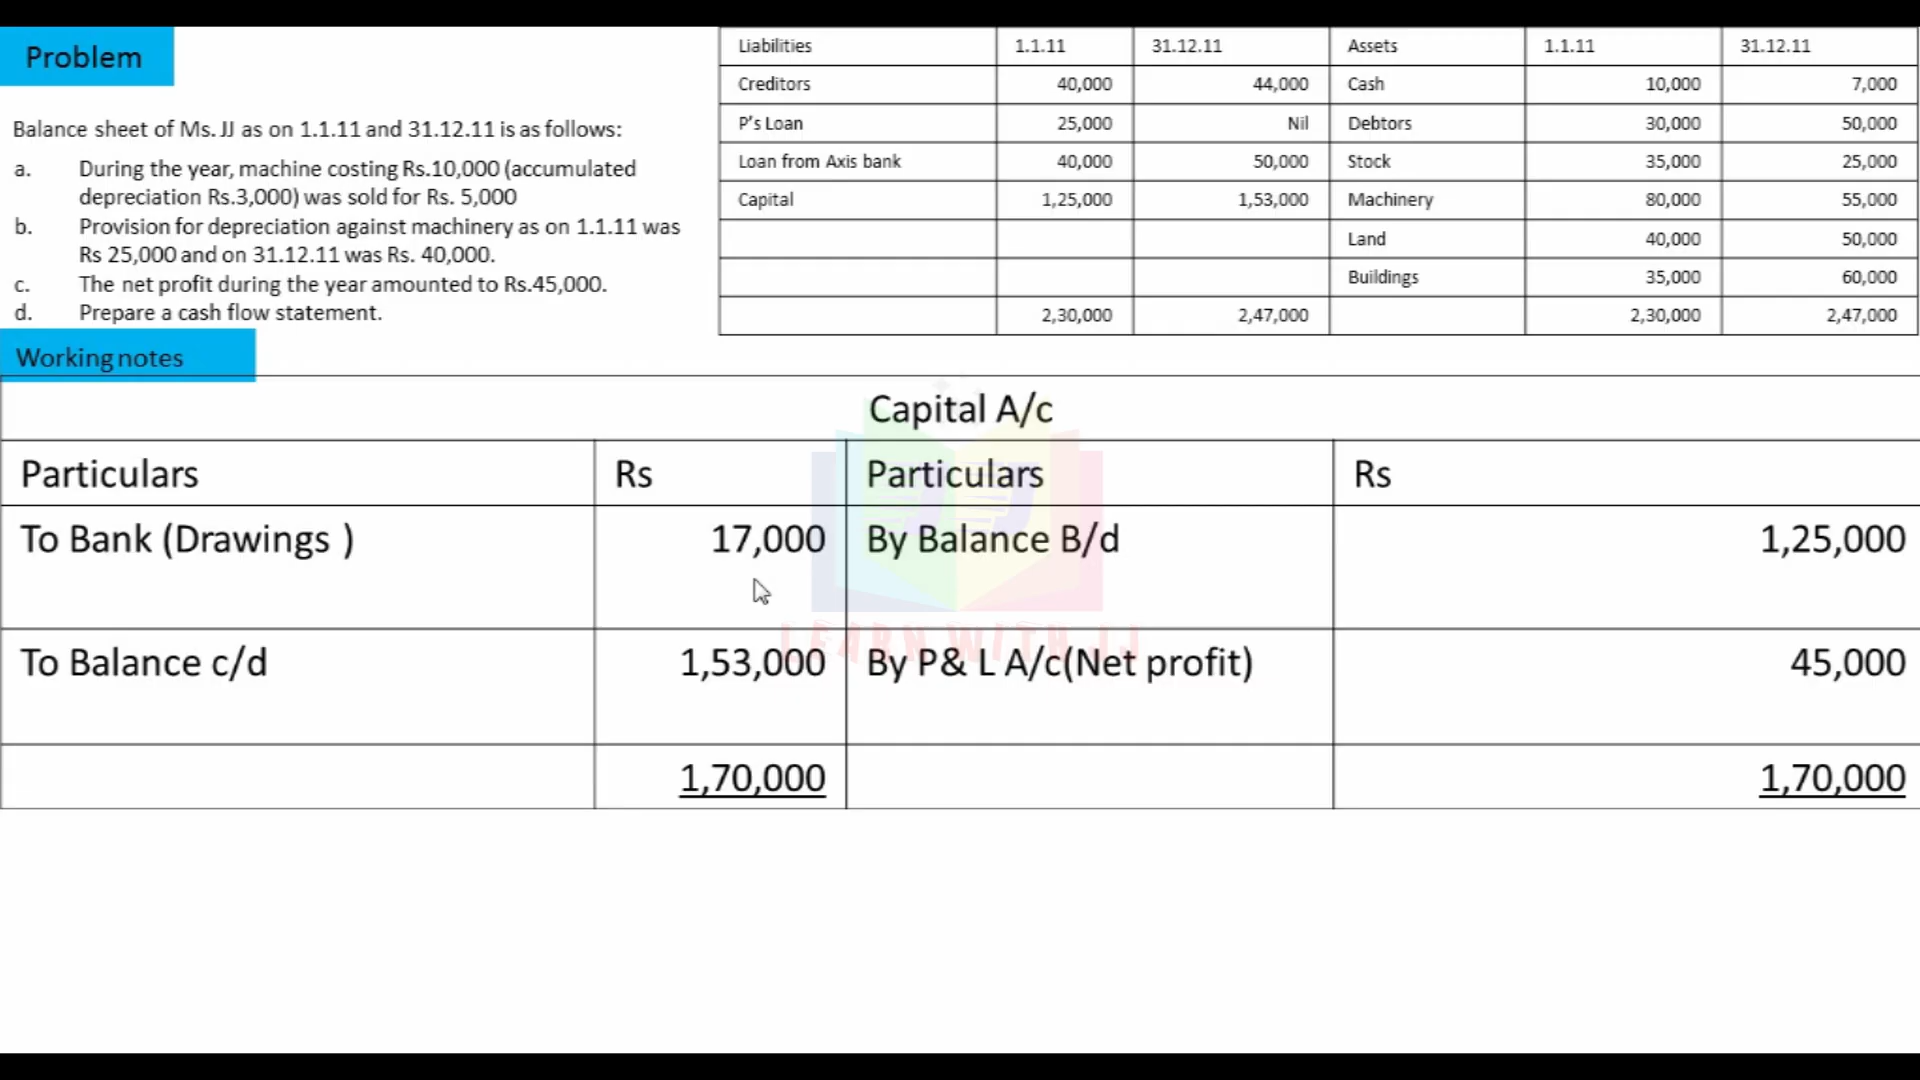 Problem
Balance sheet of Ms. JJ as on 1.1.11 and 31.12.11 is as follows:
a. During the year, machine costing Rs.10,000 (accumulated
depreciation Rs.3,000) was sold for Rs. 5,000
b. Provision for depreciation against machinery as on 1.1.11 was
Rs 25,000 and on 31.12.11 was Rs. 40,000.
c. The net profit during the year amounted to Rs.45,000.
d. Prepare a cash flow statement.
Liabilities 1.1.11 31.12.11 Assets 1.1.11 31.12.11
Creditors 40,000 44,000 Cash 10,000 7,000
P's Loan 25,000 Nil Debtors 30,000 50,000
Loan from Axis bank 40,000 50,000 Stock 35,000 25,000
Capital 1,25,000 1,53,000 Machinery 80,000 55,000
Land 40,000 50,000
Buildings 35,000 60,000
2,30,000 2,47,000 2,30,000 2,47,000
Working notes
Capital A/c
Particulars Rs Particulars Rs
To Bank (Drawings ) 17,000 By Balance B/d 1,25,000
LEARN WITH JJ
To Balance c/d 1,53,000 By P& L A/c(Net profit) 45,000
1,70,000 1,70,000